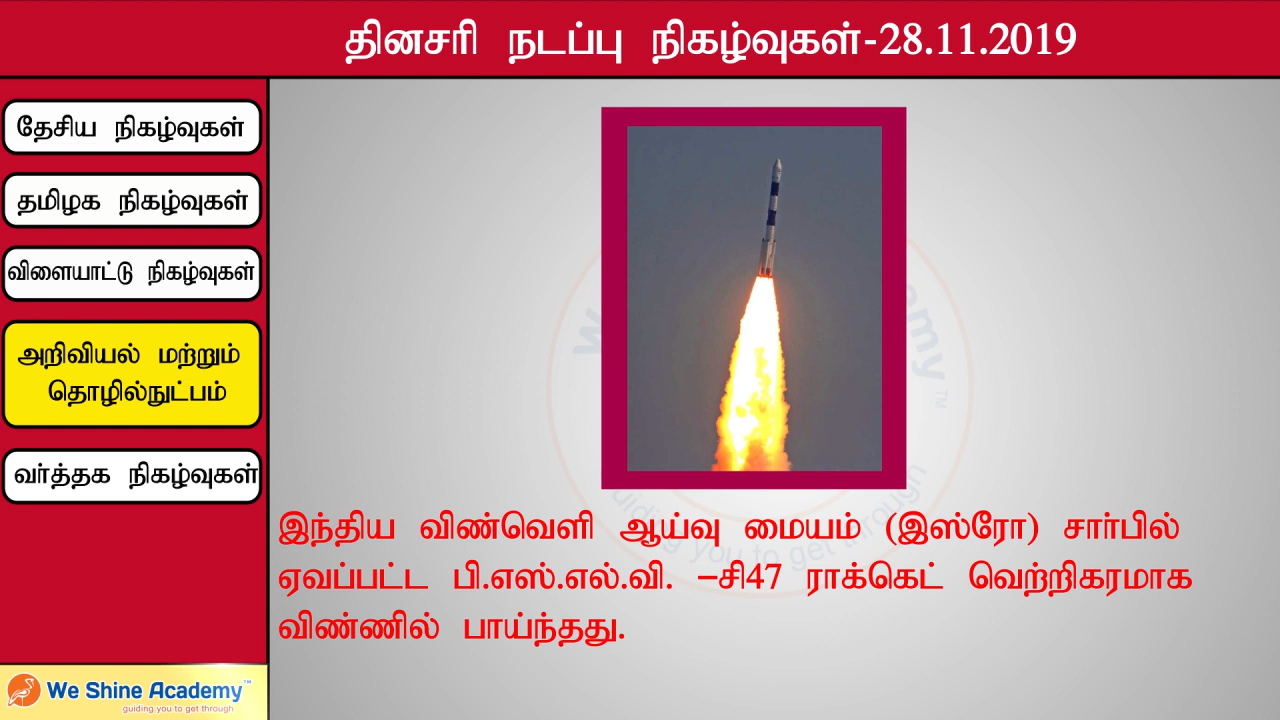 தினசரி நடப்பு நிகழ்வுகள்-28.11.2019
தேசிய நிகழ்வுகள்
தமிழக நிகழ்வுகள்
விளையாட்டு நிகழ்வுகள்
அறிவியல் மற்றும்
தொழில்நுட்பம்
வர்த்தக நிகழ்வுகள்
இந்திய விண்வெளி ஆய்வு மையம் (இஸ்ரோ) சார்பில்
ஏவப்பட்ட பி.எஸ்.எல்.வி. –சி47 ராக்கெட் வெற்றிகரமாக
விண்ணில் பாய்ந்தது.
We Shine Academy™
guiding you to get through